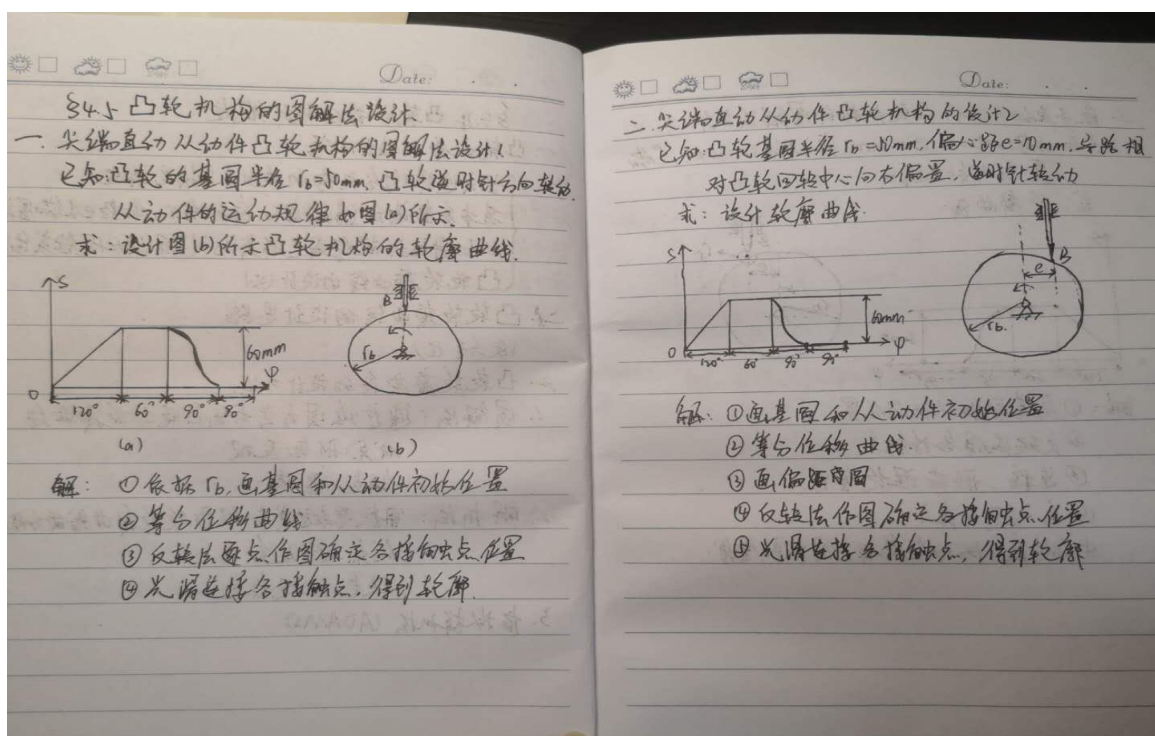 Date:
§4.5 凸轮机构的图解法设计
一. 尖端直动从动件凸轮机构的图解法设计1
已知:凸轮的基圆半径 rb=50mm, 凸轮逆时针方向转动.
从动件的运动规律如图(a)所示.
求:设计图(b)所示凸轮机构的轮廓曲线.
S
60mm
φ
0
120° 60° 90° 90°
(a)
B
rb
(b)
解: ①依据 rb, 画基圆和从动件初始位置
②等分位移曲线
③反转法逐点作图确定各接触点位置
④光滑连接各接触点, 得到轮廓.
Date:
二. 尖端直动从动件凸轮机构的设计2
已知:凸轮基圆半径 rb=50mm, 偏心距e=10mm, 导路相
对凸轮回转中心向右偏置, 逆时针转动
求: 设计轮廓曲线.
S
60mm
φ
0
120° 60° 90° 90°
B
e
rb.
解: ①画基圆和从动件初始位置
②等分位移曲线.
③画偏距圆
④反转法作图确定各接触点位置
⑤光滑连接各接触点, 得到轮廓